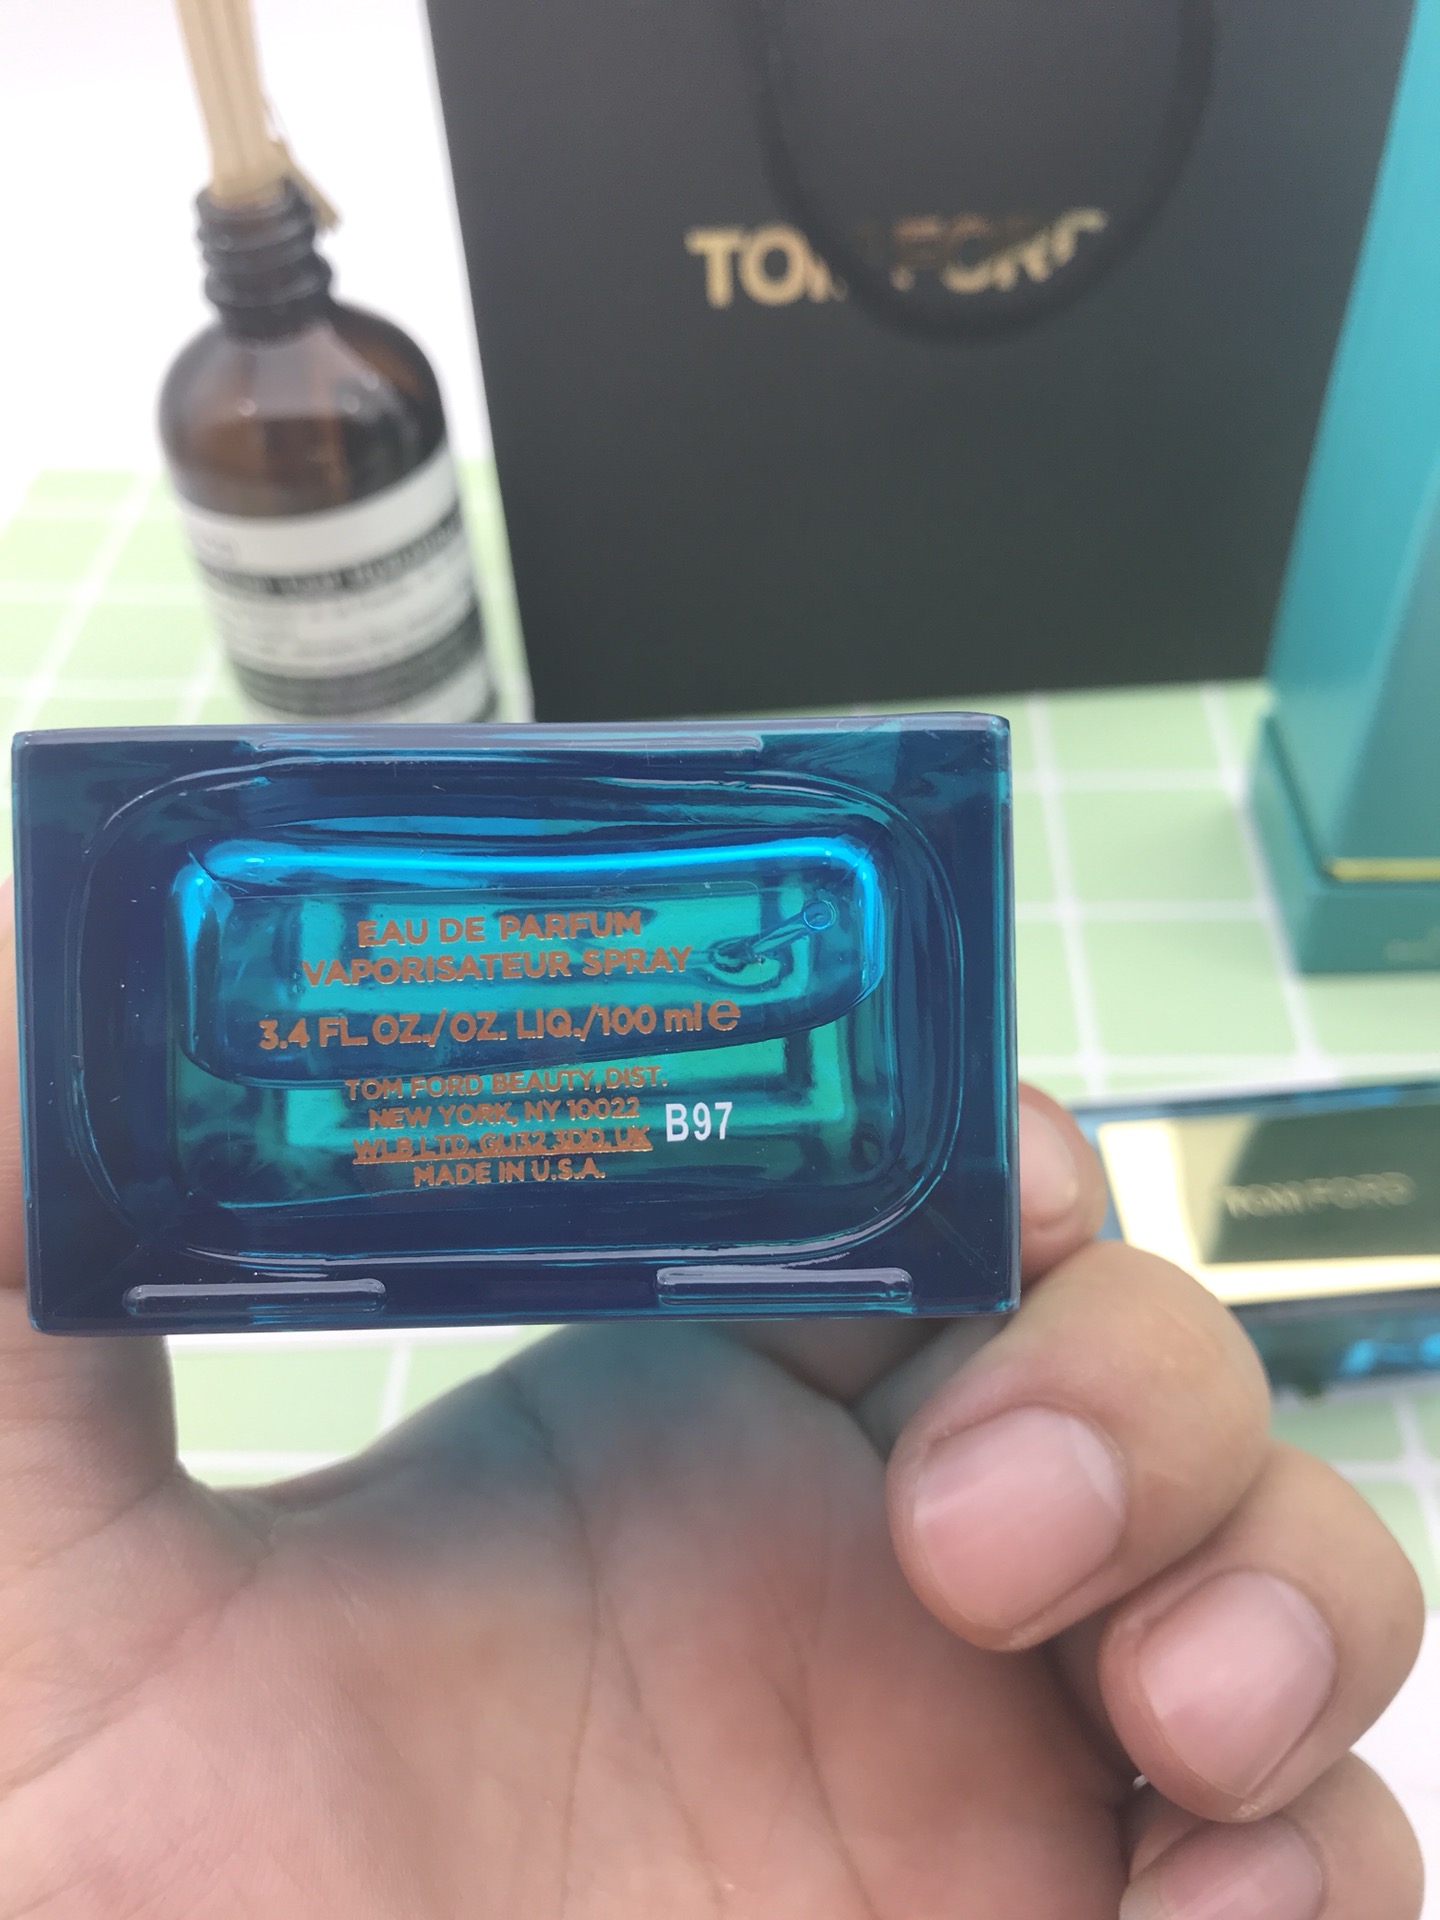 TOM FORD
EAU DE PARFUM
VAPORISATEUR SPRAY
3.4 FL. OZ./OZ. LIQ./100 ml ℮
TOM FORD BEAUTY, DIST.
NEW YORK, NY 10022
WLB LTD. GU32 3DD. UK
MADE IN U.S.A.
B97
TOM FORD